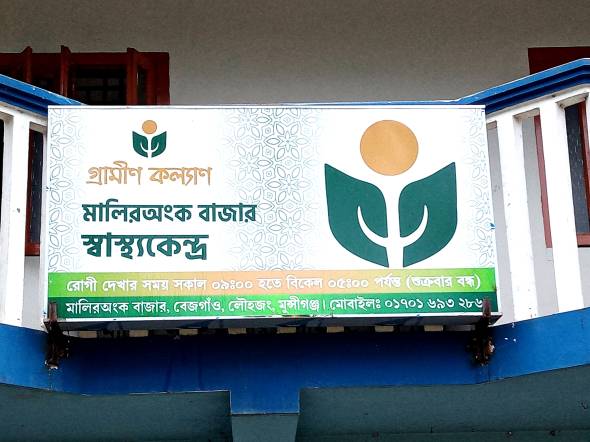 গ্রামীণ কল্যাণ
মালিরঅংক বাজার
স্বাস্থ্যকেন্দ্র
রোগী দেখার সময় সকাল ০৯:০০ হতে বিকেল ০৫:০০ পর্যন্ত (শুক্রবার বন্ধ)
মালিরঅংক বাজার, বেজগাঁও, লৌহজং, মুন্সীগঞ্জ। মোবাইলঃ ০১৭০১ ৬৯৩ ২৮৬